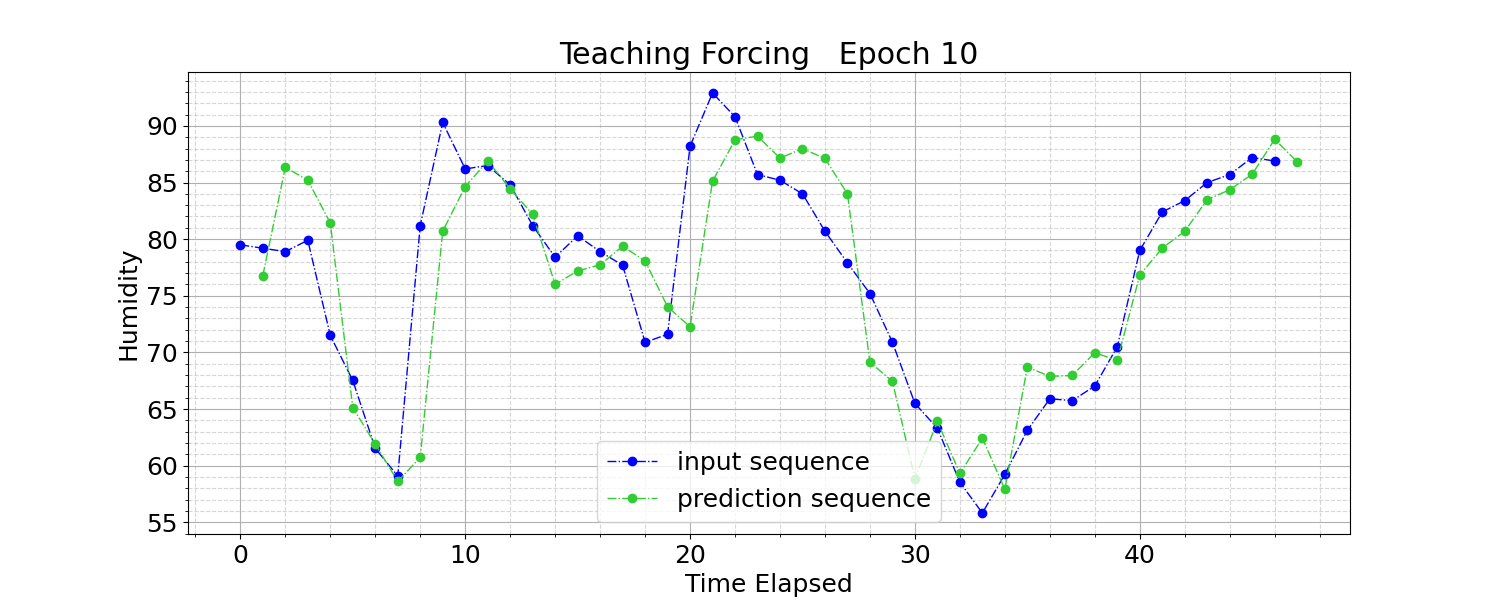 Teaching Forcing   Epoch 10
90
85
80
75
70
65
60
55
Humidity
input sequence
prediction sequence
0 10 20 30 40
Time Elapsed